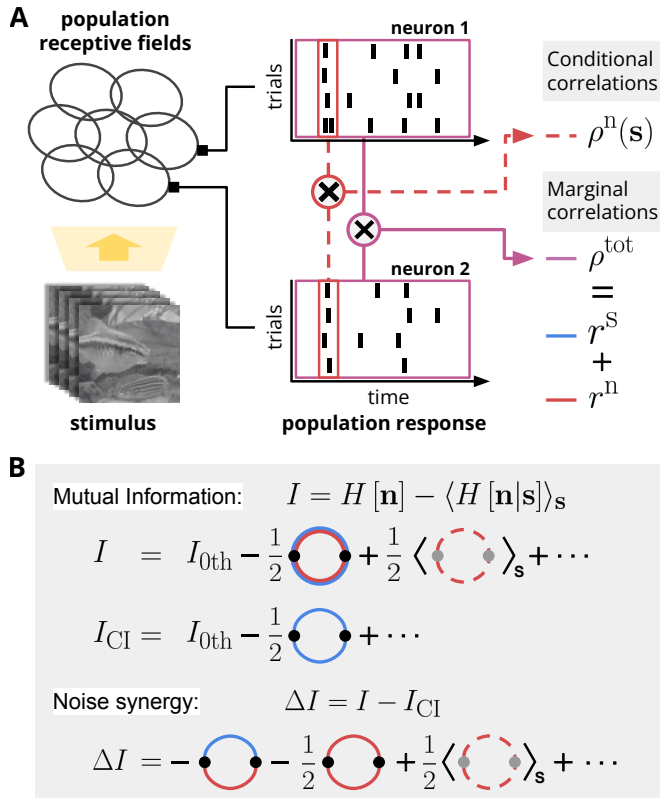 A
population
receptive fields
stimulus
neuron 1
trials
neuron 2
trials
time
population response
Conditional
correlations
ρⁿ(s)
Marginal
correlations
ρᵗᵒᵗ
=
rˢ
+
rⁿ
B
Mutual Information: I = H [n] − ⟨H [n|s]⟩ₛ
I = I₀ₜₕ − 1/2 + 1/2 ⟨ ⟩ₛ + ⋯
I_CI = I₀ₜₕ − 1/2 + ⋯
Noise synergy: ΔI = I − I_CI
ΔI = − − 1/2 + 1/2 ⟨ ⟩ₛ + ⋯